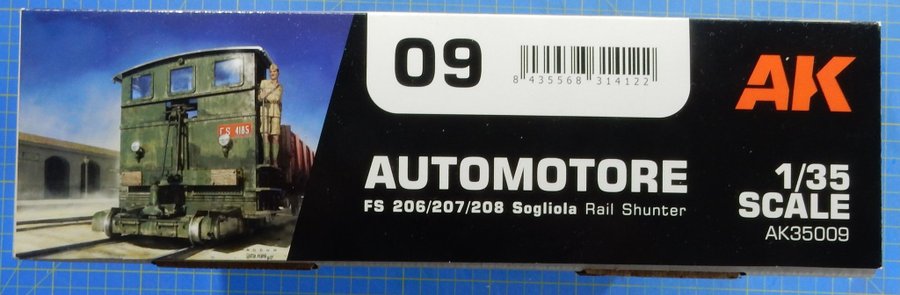 09
8 435568 314122
AK
AUTOMOTORE
FS 206/207/208 Sogliola Rail Shunter
1/35
SCALE
AK35009
FS 4185